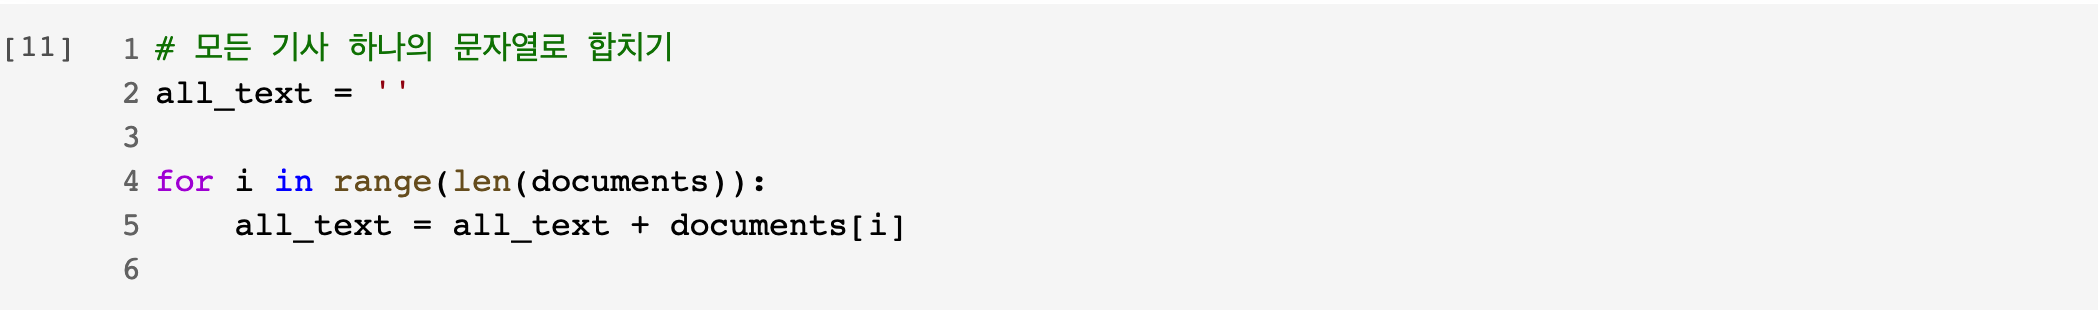 [11] 1 # 모든 기사 하나의 문자열로 합치기
2 all_text = ''
3
4 for i in range(len(documents)):
5     all_text = all_text + documents[i]
6